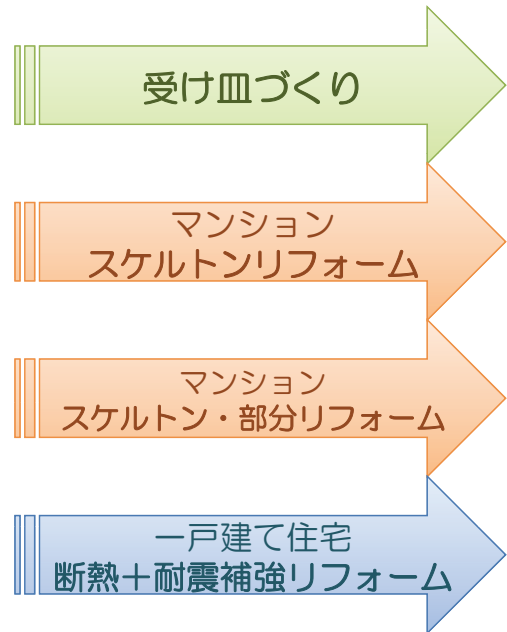 受け皿づくり
マンション
スケルトンリフォーム
マンション
スケルトン・部分リフォーム
一戸建て住宅
断熱＋耐震補強リフォーム